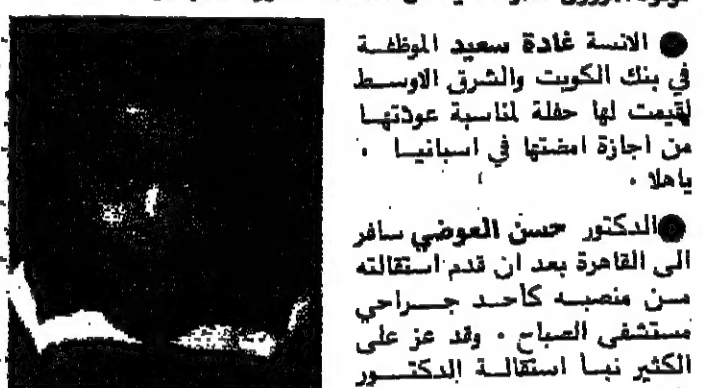 ● الانسة غادة سعيد الموظفة
في بنك الكويت والشرق الاوسط
اقيمت لها حفلة لمناسبة عودتها
من اجازة امضتها في اسبانيا .
ياهلا .
● الدكتور حسن العوضي سافر
الى القاهرة بعد ان قدم استقالته
من منصبه كأحد جراحي
مستشفى الصباح . وقد عز على
الكثير نبأ استقالة الدكتور